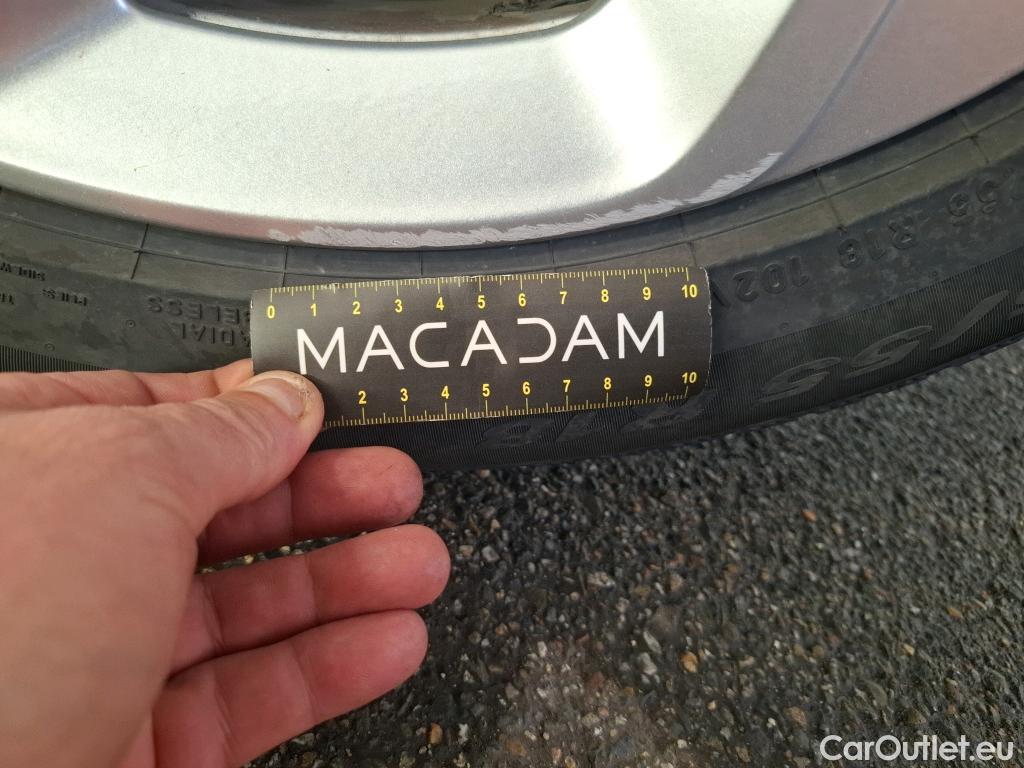 0 1 2 3 4 5 6 7 8 9 10
MACADAM
2 3 4 5 6 7 8 9 10
PLIES:
55 R18 102V
/55 R18
CarOutlet.eu